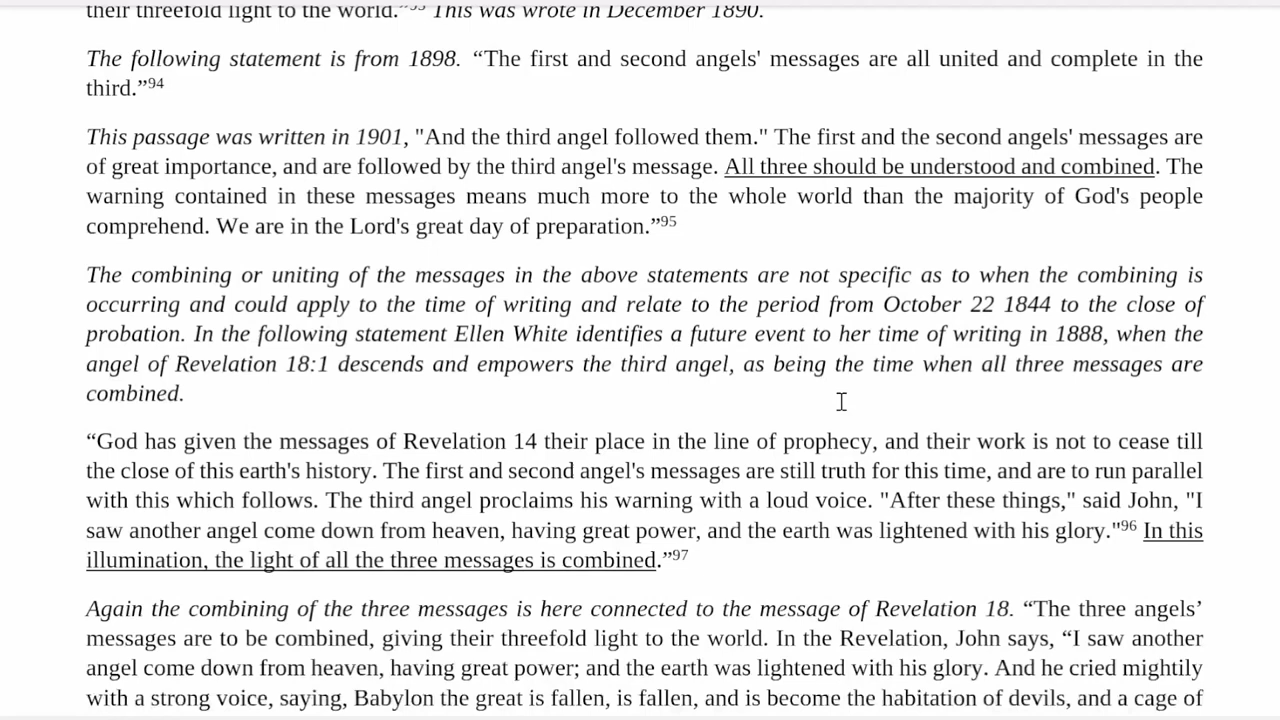 their threefold light to the world.”⁹³ This was wrote in December 1890.
The following statement is from 1898. “The first and second angels' messages are all united and complete in the
third.”⁹⁴
This passage was written in 1901, "And the third angel followed them." The first and the second angels' messages are
of great importance, and are followed by the third angel's message. All three should be understood and combined. The
warning contained in these messages means much more to the whole world than the majority of God's people
comprehend. We are in the Lord's great day of preparation.”⁹⁵
The combining or uniting of the messages in the above statements are not specific as to when the combining is
occurring and could apply to the time of writing and relate to the period from October 22 1844 to the close of
probation. In the following statement Ellen White identifies a future event to her time of writing in 1888, when the
angel of Revelation 18:1 descends and empowers the third angel, as being the time when all three messages are
combined.
“God has given the messages of Revelation 14 their place in the line of prophecy, and their work is not to cease till
the close of this earth's history. The first and second angel's messages are still truth for this time, and are to run parallel
with this which follows. The third angel proclaims his warning with a loud voice. "After these things," said John, "I
saw another angel come down from heaven, having great power, and the earth was lightened with his glory."⁹⁶ In this
illumination, the light of all the three messages is combined.”⁹⁷
Again the combining of the three messages is here connected to the message of Revelation 18. “The three angels’
messages are to be combined, giving their threefold light to the world. In the Revelation, John says, “I saw another
angel come down from heaven, having great power; and the earth was lightened with his glory. And he cried mightily
with a strong voice, saying, Babylon the great is fallen, is fallen, and is become the habitation of devils, and a cage of